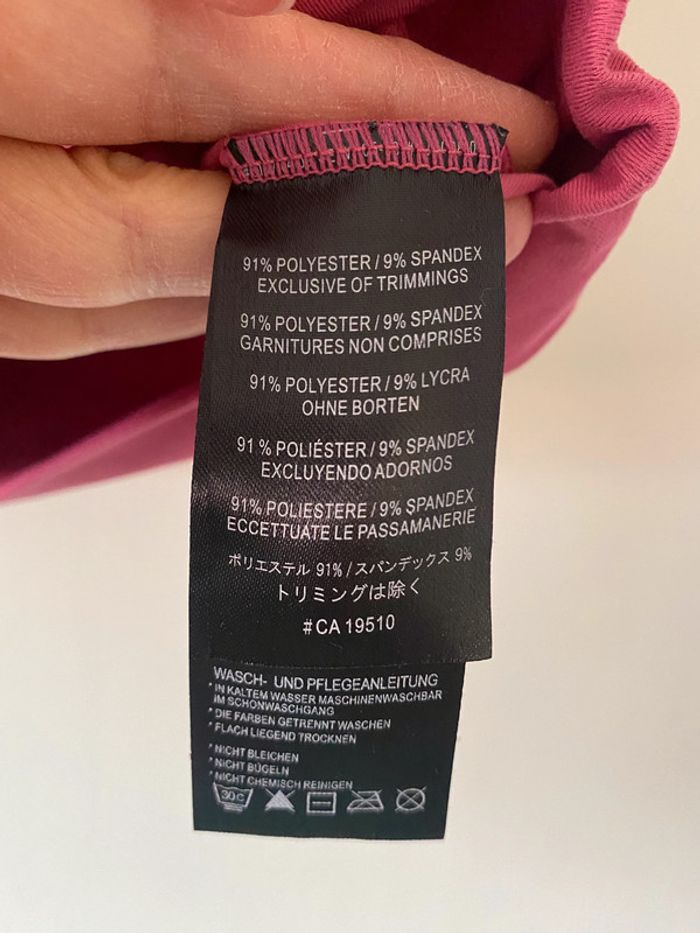 91% POLYESTER / 9% SPANDEX
EXCLUSIVE OF TRIMMINGS
91% POLYESTER / 9% SPANDEX
GARNITURES NON COMPRISES
91% POLYESTER / 9% LYCRA
OHNE BORTEN
91 % POLIÉSTER / 9% SPANDEX
EXCLUYENDO ADORNOS
91% POLIESTERE / 9% SPANDEX
ECCETTUATE LE PASSAMANERIE
ポリエステル 91% / スパンデックス 9%
トリミングは除く
#CA 19510
WASCH- UND PFLEGEANLEITUNG
* IN KALTEM WASSER MASCHINENWASCHBAR
IM SCHONWASCHGANG
* DIE FARBEN GETRENNT WASCHEN
* FLACH LIEGEND TROCKNEN
* NICHT BLEICHEN
* NICHT BÜGELN
* NICHT CHEMISCH REINIGEN
30C